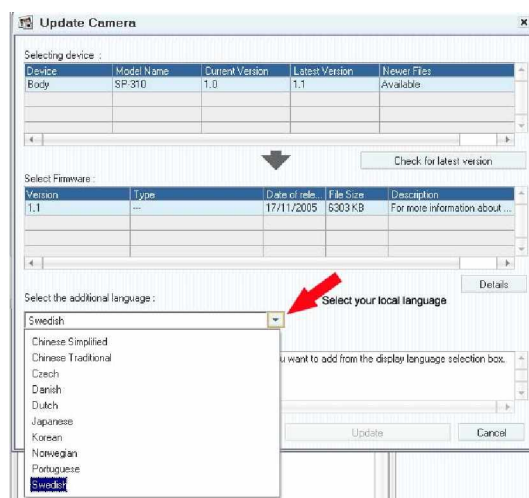 Update Camera
Selecting device :
Device Model Name Current Version Latest Version Newer Files
Body SP-310 1.0 1.1 Available
Check for latest version
Select Firmware :
Version Type Date of rele... File Size Description
1.1 --- 17/11/2005 6303 KB For more information about ...
Details
Select the additional language :
Select your local language
Swedish
Chinese Simplified
Chinese Traditional
u want to add from the display language selection box.
Czech
Danish
Dutch
Japanese
Korean
Update Cancel
Norwegian
Portuguese
Swedish